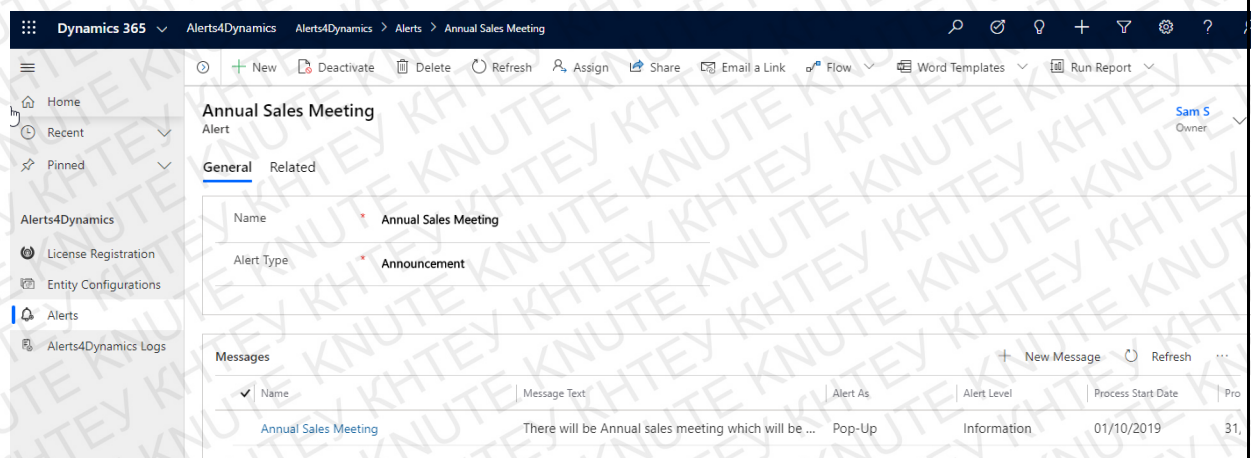 Dynamics 365 Alerts4Dynamics Alerts4Dynamics > Alerts > Annual Sales Meeting
+ New Deactivate Delete Refresh Assign Share Email a Link Flow Word Templates Run Report
Home
Recent
Pinned
Alerts4Dynamics
License Registration
Entity Configurations
Alerts
Alerts4Dynamics Logs
Annual Sales Meeting
Alert
Sam S
Owner
General Related
Name * Annual Sales Meeting
Alert Type * Announcement
Messages + New Message Refresh ...
Name Message Text Alert As Alert Level Process Start Date Pro
Annual Sales Meeting There will be Annual sales meeting which will be ... Pop-Up Information 01/10/2019 31,
KNUTE KHTEY